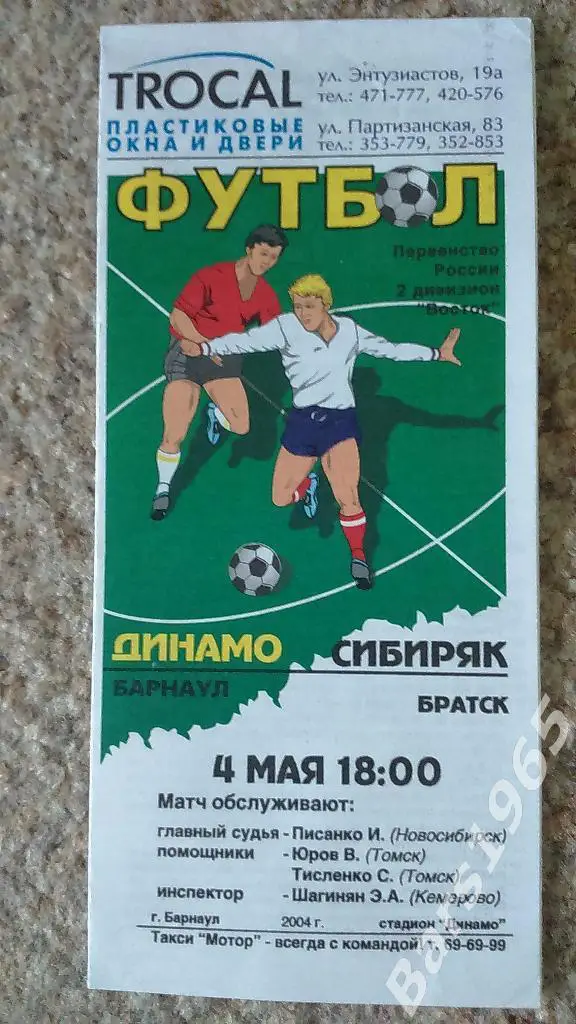 TROCAL
ПЛАСТИКОВЫЕ
ОКНА И ДВЕРИ
ул. Энтузиастов, 19а
тел.: 471-777, 420-576
ул. Партизанская, 83
тел.: 353-779, 352-853
ФУТБОЛ
Первенство
России
2 дивизион
"Восток"
ДИНАМО СИБИРЯК
БАРНАУЛ
БРАТСК
4 МАЯ 18:00
Матч обслуживают:
главный судья - Писанко И. (Новосибирск)
помощники - Юров В. (Томск)
Тисленко С. (Томск)
инспектор - Шагинян Э.А. (Кемерово)
г. Барнаул 2004 г. стадион "Динамо"
Такси "Мотор" - всегда с командой! т. 69-69-99
Bars1965